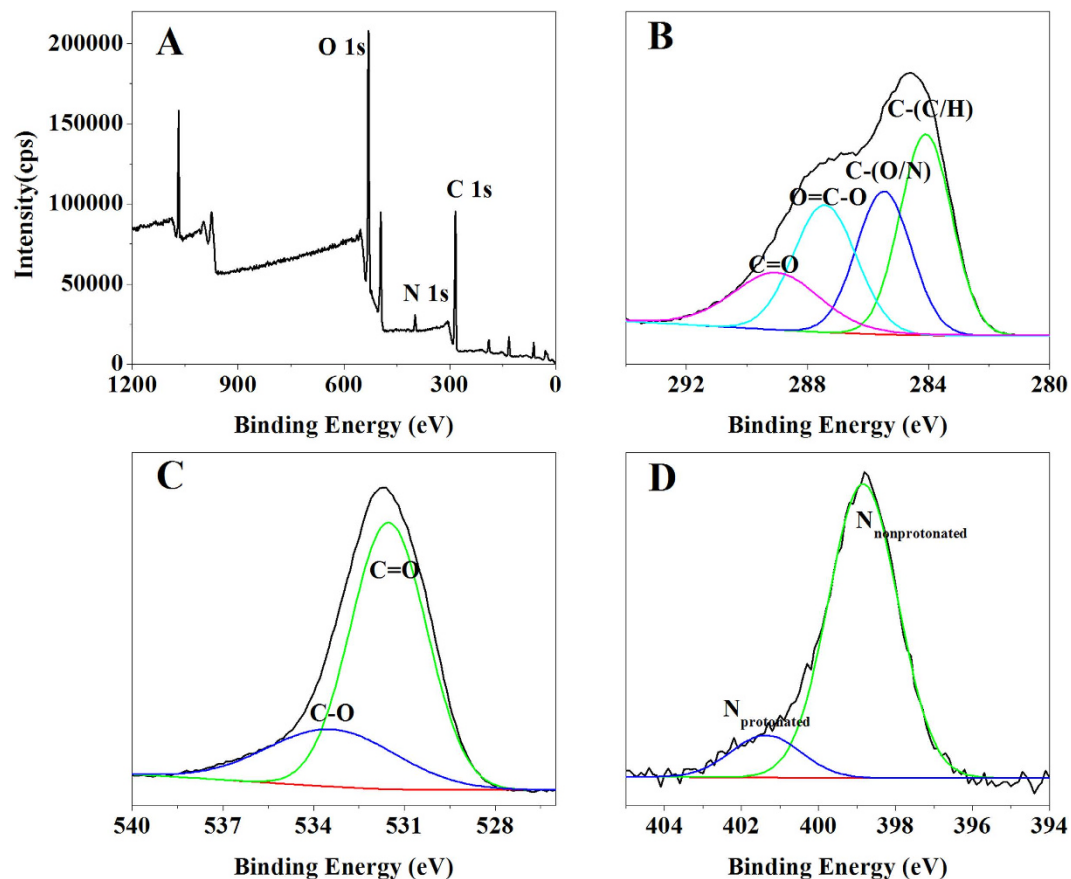 A
O 1s
C 1s
N 1s
200000
150000
100000
50000
0
Intensity(cps)
1200 900 600 300 0
Binding Energy (eV)
B
C-(C/H)
C-(O/N)
O=C-O
C=O
292 288 284 280
Binding Energy (eV)
C
C=O
C-O
540 537 534 531 528
Binding Energy (eV)
D
Nnonprotonated
Nprotonated
404 402 400 398 396 394
Binding Energy (eV)